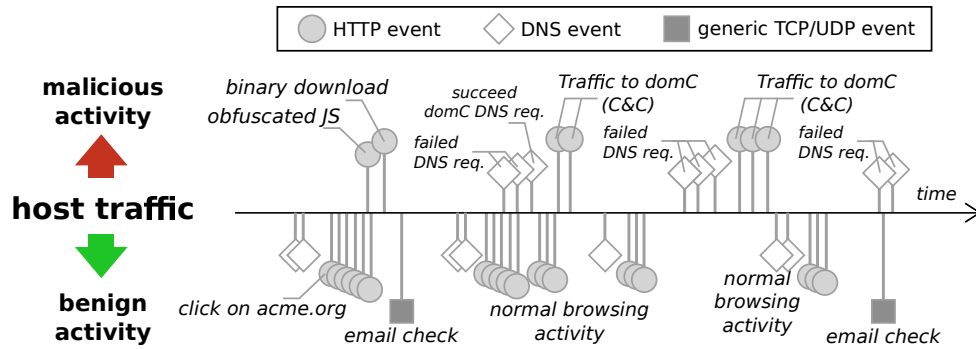 HTTP event
DNS event
generic TCP/UDP event
malicious
activity
host traffic
benign
activity
binary download
obfuscated JS
succeed
domC DNS req.
failed
DNS req.
Traffic to domC
(C&C)
failed
DNS req.
Traffic to domC
(C&C)
failed
DNS req.
time
click on acme.org
email check
normal browsing
activity
normal
browsing
activity
email check